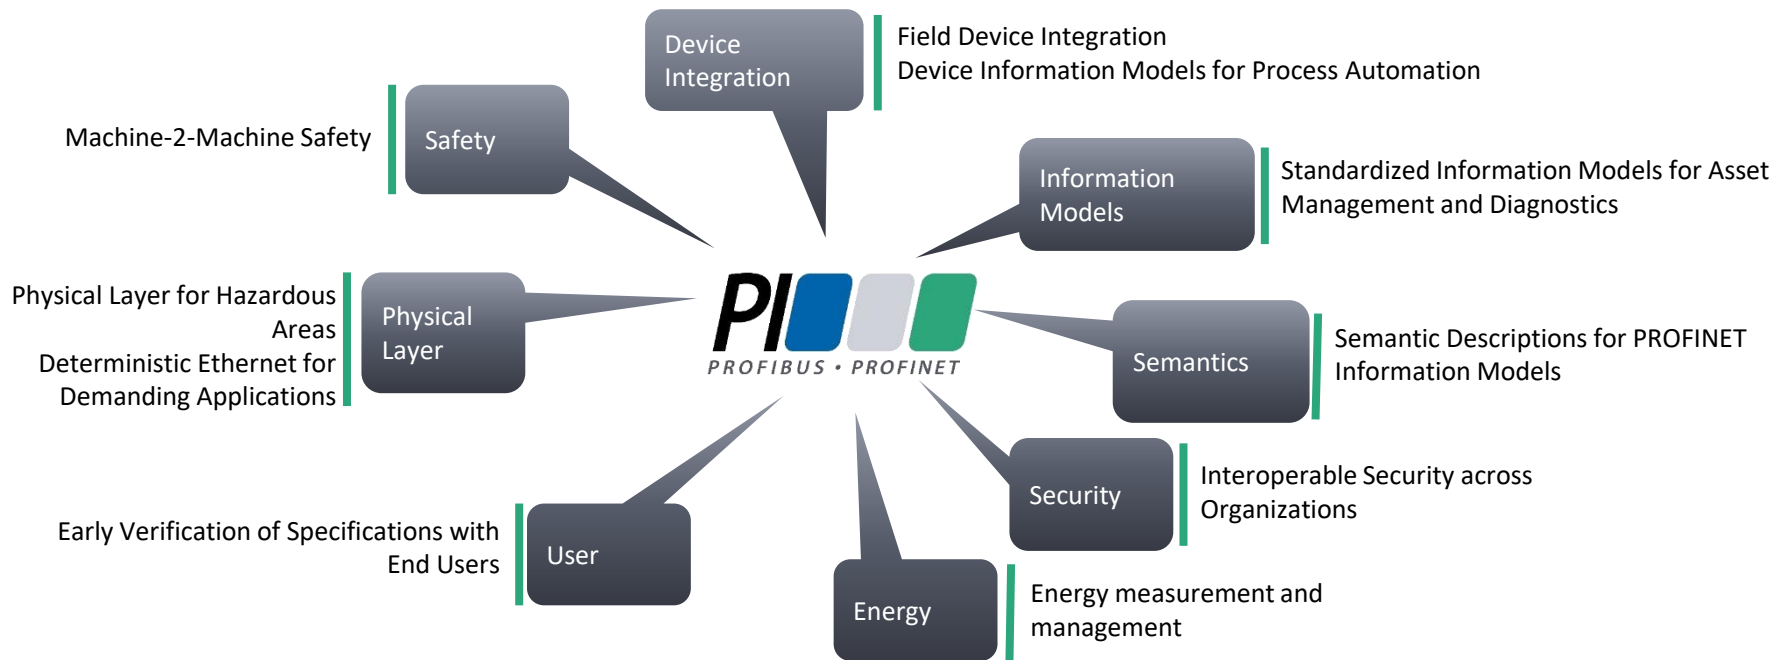 Device
Integration
Field Device Integration
Device Information Models for Process Automation
Machine-2-Machine Safety
Safety
Information
Models
Standardized Information Models for Asset
Management and Diagnostics
Physical Layer for Hazardous
Areas
Deterministic Ethernet for
Demanding Applications
Physical
Layer
PI
PROFIBUS • PROFINET
Semantics
Semantic Descriptions for PROFINET
Information Models
Security
Interoperable Security across
Organizations
Early Verification of Specifications with
End Users
User
Energy
Energy measurement and
management